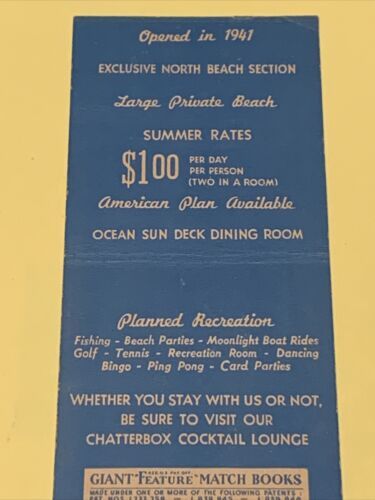 Opened in 1941
EXCLUSIVE NORTH BEACH SECTION
Large Private Beach
SUMMER RATES
$1.00 PER DAY
PER PERSON
(TWO IN A ROOM)
American Plan Available
OCEAN SUN DECK DINING ROOM
Planned Recreation
Fishing - Beach Parties - Moonlight Boat Rides
Golf - Tennis - Recreation Room - Dancing
Bingo - Ping Pong - Card Parties
WHETHER YOU STAY WITH US OR NOT,
BE SURE TO VISIT OUR
CHATTERBOX COCKTAIL LOUNGE
GIANT "FEATURE" MATCH BOOKS
MADE UNDER ONE OR MORE OF THE FOLLOWING PATENTS: